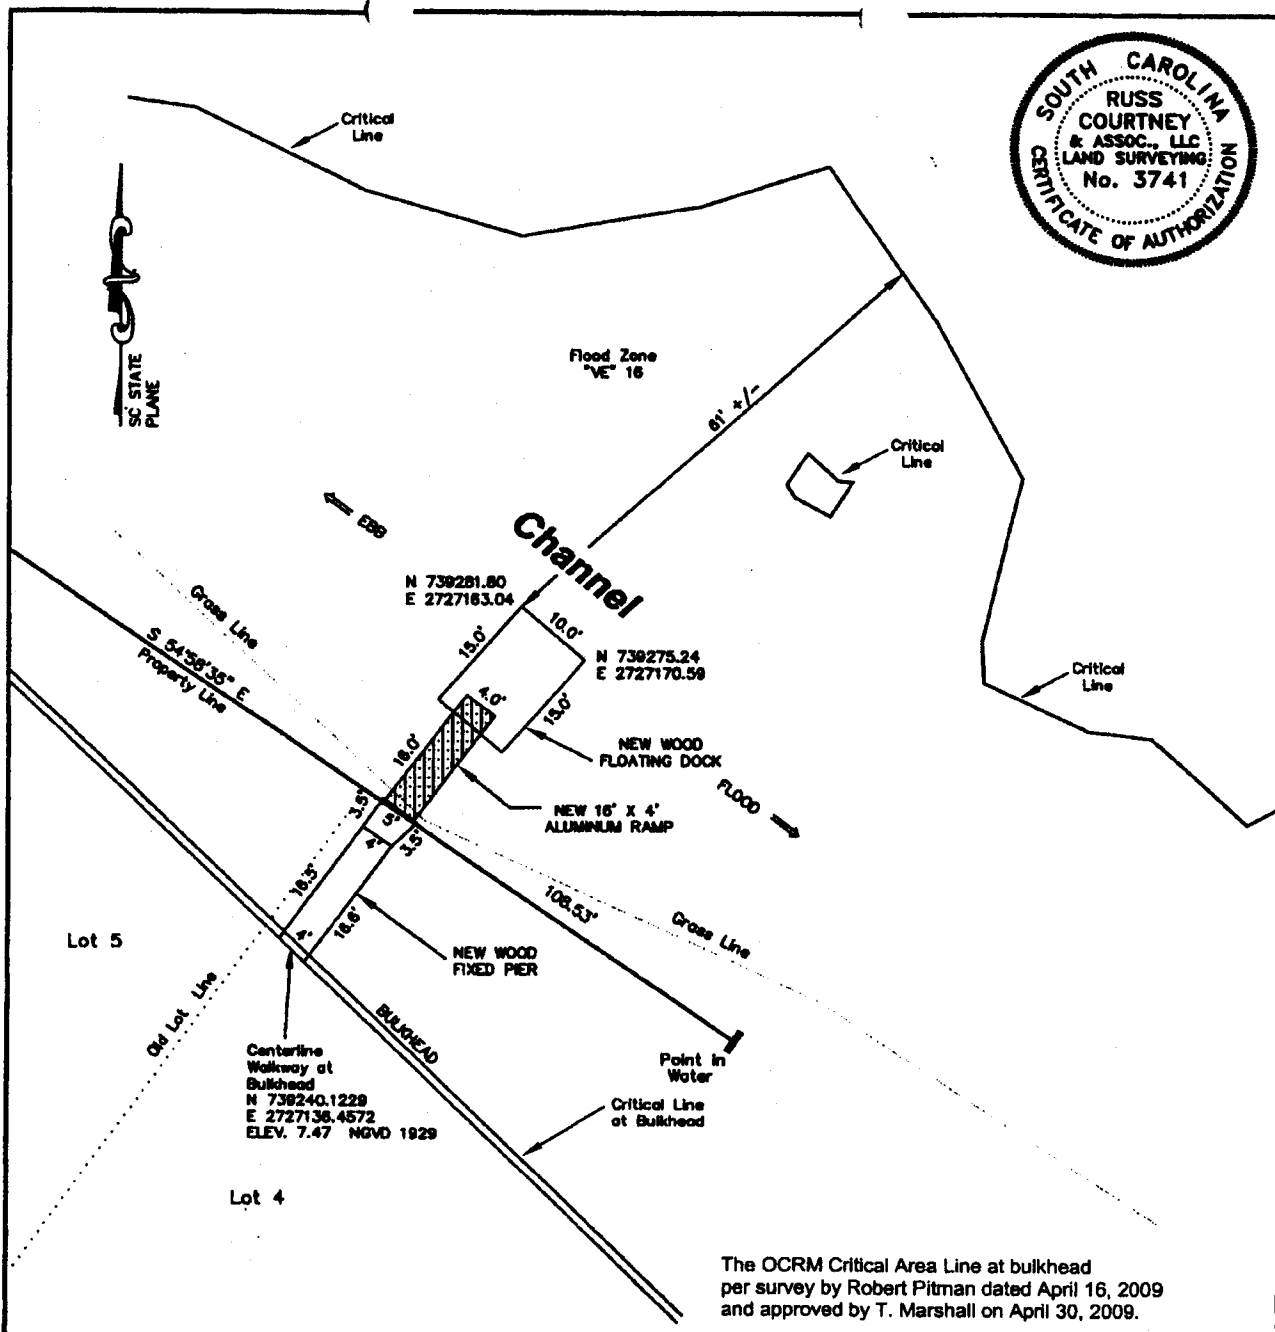 SOUTH CAROLINA
RUSS
COURTNEY
& ASSOC., LLC
LAND SURVEYING
No. 3741
CERTIFICATE OF AUTHORIZATION
Critical
Line
SC STATE
PLANE
Flood Zone
"VE" 16
61' +/-
Critical
Line
EBB
Channel
N 739281.80
E 2727163.04
Grass Line
S 54°58'35" E
Property Line
15.0'
10.0'
N 739275.24
E 2727170.59
4.0'
15.0'
Critical
Line
16.0'
NEW WOOD
FLOATING DOCK
FLOOD
3.5'
5'
NEW 16' X 4'
ALUMINUM RAMP
4'
3.5'
16.5'
108.53'
Grass Line
4'
16.6'
Lot 5
NEW WOOD
FIXED PIER
Old Lot Line
BULKHEAD
Centerline
Walkway at
Bulkhead
N 739240.1229
E 2727136.4572
ELEV. 7.47 NGVD 1929
Point in
Water
Critical Line
at Bulkhead
Lot 4
The OCRM Critical Area Line at bulkhead
per survey by Robert Pitman dated April 16, 2009
and approved by T. Marshall on April 30, 2009.